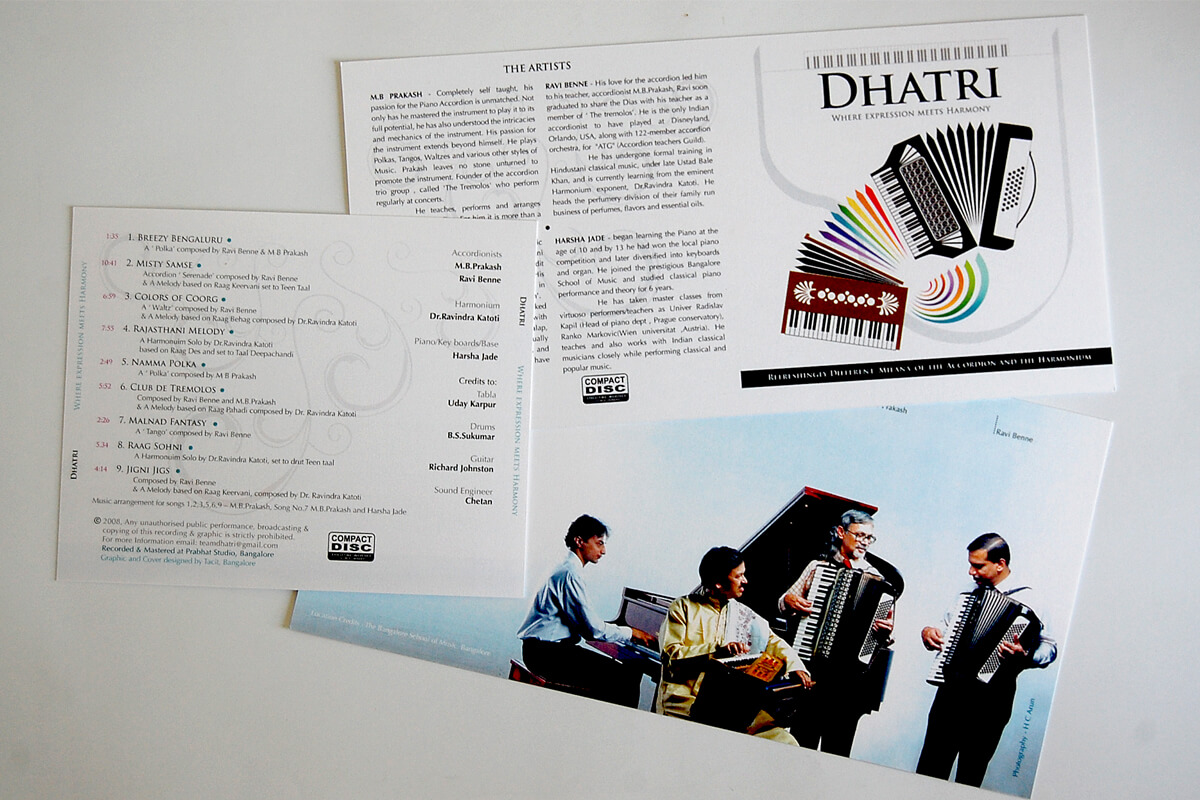 THE ARTISTS
M.B PRAKASH - Completely self taught, his
passion for the Piano Accordion is unmatched. Not
only has he mastered the instrument to play it to its
full potential, he has also understood the intricacies
and mechanics of the instrument. His passion for
the instrument extends beyond himself. He plays
Polkas, Tangos, Waltzes and various other styles of
Music. Prakash leaves no stone unturned to
promote the instrument. Founder of the accordion
trio group , called 'The Tremolos' who perform
regularly at concerts.
He teaches, performs and arranges
him it is more than a
RAVI BENNE - His love for the accordion led him
to his teacher, accordionist M.B.Prakash, Ravi soon
graduated to share the Dias with his teacher as a
member of ' The tremolos'. He is the only Indian
accordionist to have played at Disneyland,
Orlando, USA, along with 122-member accordion
orchestra, for "ATG" (Accordion teachers Guild).
He has undergone formal training in
Hindustani classical music, under late Ustad Bale
Khan, and is currently learning from the eminent
Harmonium exponent, Dr.Ravindra Katoti. He
heads the perfumery division of their family run
business of perfumes, flavors and essential oils.
HARSHA JADE - began learning the Piano at the
age of 10 and by 13 he had won the local piano
competition and later diversified into keyboards
and organ. He joined the prestigious Bangalore
School of Music and studied classical piano
performance and theory for 6 years.
He has taken master classes from
virtuoso performers/teachers as Univer Radislav
Kapil (Head of piano dept , Prague conservatory),
Ranko Markovic(Wien universitat ,Austria). He
teaches and also works with Indian classical
musicians closely while performing classical and
popular music.
COMPACT
DISC
DHATRI
WHERE EXPRESSION MEETS HARMONY
REFRESHINGLY DIFFERENT MEANS OF THE ACCORDION AND THE HARMONIUM
WHERE EXPRESSION MEETS HARMONY
DHATRI
1:35 1. BREEZY BENGALURU
A ' Polka' composed by Ravi Benne & M B Prakash
10:41 2. MISTY SAMSE
Accordion ' Serenade' composed by Ravi Benne
& A Melody based on Raag Keervani set to Teen Taal
6:59 3. COLORS OF COORG
A 'Waltz' composed by Ravi Benne
& A Melody based on Raag Behag composed by Dr.Ravindra Katoti
7:55 4. RAJASTHANI MELODY
A Harmonium Solo by Dr.Ravindra Katoti
based on Raag Des and set to Taal Deepachandi
2:49 5. NAMMA POLKA
A 'Polka' composed by M B Prakash
5:52 6. CLUB DE TREMOLOS
Composed by Ravi Benne and M.B.Prakash
& A Melody based on Raag Pahadi composed by Dr. Ravindra Katoti
2:26 7. MALNAD FANTASY
A 'Tango' composed by Ravi Benne
5:34 8. RAAG SOHNI
A Harmonuim Solo by Dr.Ravindra Katoti, set to drut Teen taal
4:14 9. JIGNI JIGS
Composed by Ravi Benne
& A Melody based on Raag Keervani, composed by Dr. Ravindra Katoti
Music arrangement for songs 1,2,3,5,6,9 – M.B.Prakash, Song No.7 M.B.Prakash and Harsha Jade
© 2008, Any unauthorised public performance, broadcasting &
copying of this recording & graphic is strictly prohibited.
For more Information email: teamdhatri@gmail.com
Recorded & Mastered at Prabhat Studio, Bangalore
Graphic and Cover designed by Tacit, Bangalore
COMPACT
DISC
Accordionists
M.B.Prakash
Ravi Benne
Harmonium
Dr.Ravindra Katoti
Piano/Key boards/Base
Harsha Jade
Credits to:
Tabla
Uday Karpur
Drums
B.S.Sukumar
Guitar
Richard Johnston
Sound Engineer
Chetan
DHATRI
WHERE EXPRESSION MEETS HARMONY
Ravi Benne
Location Credits - The Bangalore School of Music, Bangalore
Photography - H C Arun